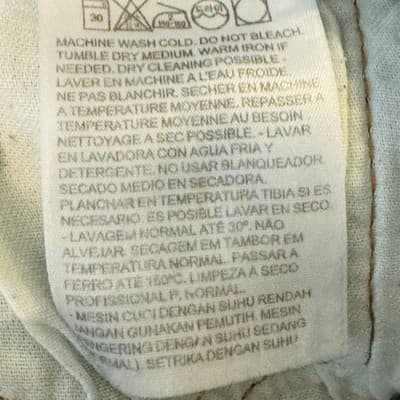 30
드라이
MACHINE WASH COLD. DO NOT BLEACH.
TUMBLE DRY MEDIUM. WARM IRON IF
NEEDED. DRY CLEANING POSSIBLE. -
LAVER EN MACHINE A L'EAU FROIDE.
NE PAS BLANCHIR. SECHER EN MACHINE
A TEMPERATURE MOYENNE. REPASSER A
TEMPERATURE MOYENNE AU BESOIN
NETTOYAGE A SEC POSSIBLE. - LAVAR
EN LAVADORA CON AGUA FRIA Y
DETERGENTE. NO USAR BLANQUEADOR.
SECADO MEDIO EN SECADORA.
PLANCHAR EN TEMPERATURA TIBIA SI ES
NECESARIO. ES POSIBLE LAVAR EN SECO.
- LAVAGEM NORMAL ATÉ 30°. NÃO
ALVEJAR. SECAGEM EM TAMBOR EM
TEMPERATURA NORMAL. PASSAR A
FERRO ATÉ 150°C. LIMPEZA A SECO
PROFISSIONAL P, NORMAL.
- MESIN CUCI DENGAN SUHU RENDAH
JANGAN GUNAKAN PEMUTIH. MESIN
PENGERING DENGAN SUHU SEDANG
SETRIKA DENGAN SUHU